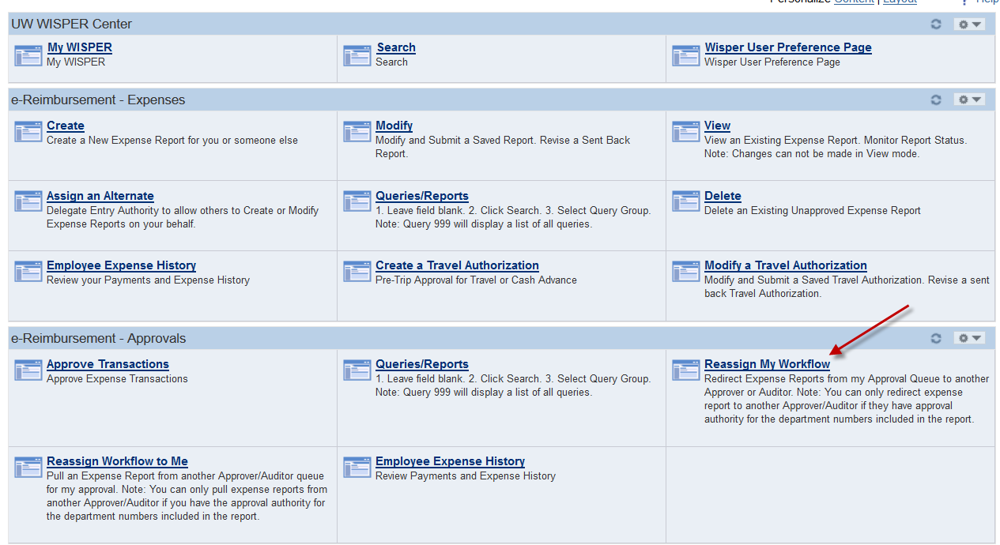 Personalize Content | Layout
? Help
UW WISPER Center
My WISPER
My WISPER
Search
Search
Wisper User Preference Page
Wisper User Preference Page
e-Reimbursement - Expenses
Create
Create a New Expense Report for you or someone else
Modify
Modify and Submit a Saved Report. Revise a Sent Back
Report.
View
View an Existing Expense Report. Monitor Report Status.
Note: Changes can not be made in View mode.
Assign an Alternate
Delegate Entry Authority to allow others to Create or Modify
Expense Reports on your behalf.
Queries/Reports
1. Leave field blank. 2. Click Search. 3. Select Query Group.
Note: Query 999 will display a list of all queries.
Delete
Delete an Existing Unapproved Expense Report
Employee Expense History
Review your Payments and Expense History
Create a Travel Authorization
Pre-Trip Approval for Travel or Cash Advance
Modify a Travel Authorization
Modify and Submit a Saved Travel Authorization. Revise a sent
back Travel Authorization.
e-Reimbursement - Approvals
Approve Transactions
Approve Expense Transactions
Queries/Reports
1. Leave field blank. 2. Click Search. 3. Select Query Group.
Note: Query 999 will display a list of all queries.
Reassign My Workflow
Redirect Expense Reports from my Approval Queue to another
Approver or Auditor. Note: You can only redirect expense
report to another Approver/Auditor if they have approval
authority for the department numbers included in the report.
Reassign Workflow to Me
Pull an Expense Report from another Approver/Auditor queue
for my approval. Note: You can only pull expense reports from
another Approver/Auditor if you have the approval authority for
the department numbers included in the report.
Employee Expense History
Review Payments and Expense History